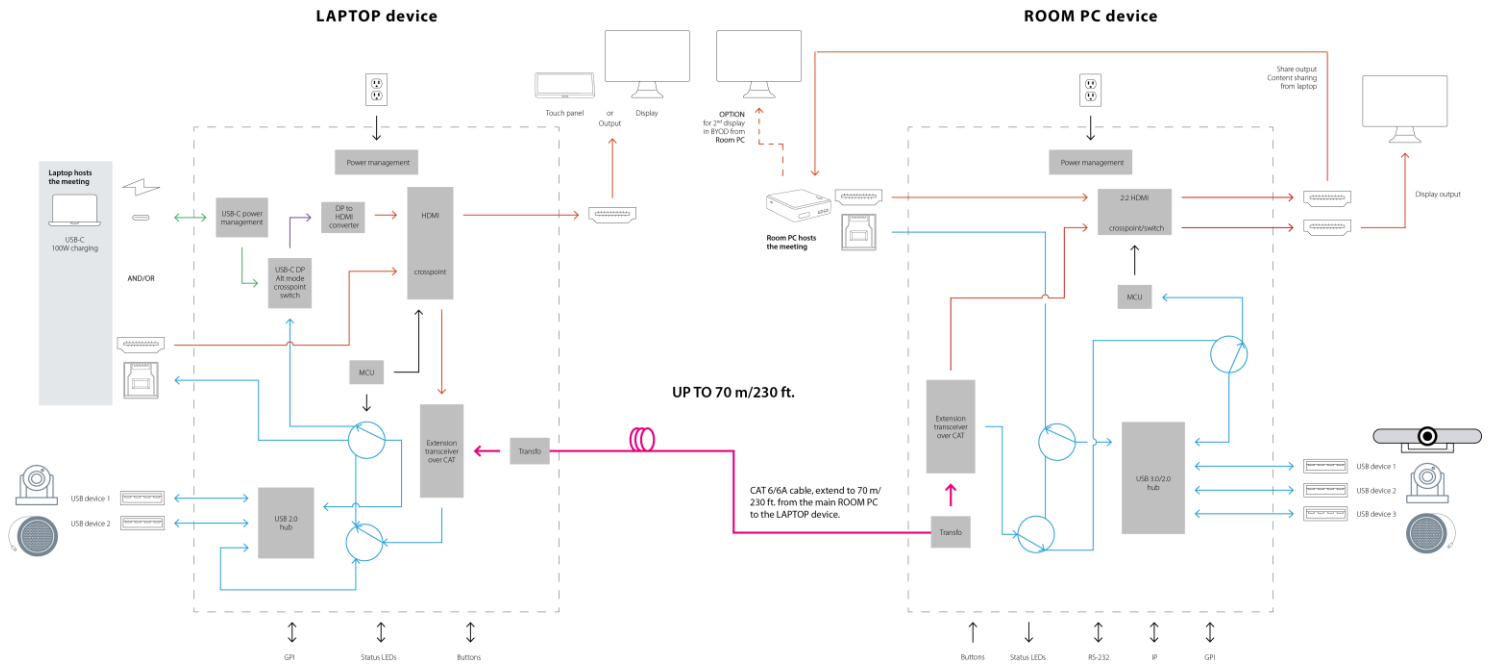 LAPTOP device
ROOM PC device
Touch panel
or
Output
Display
OPTION
for 2nd display
in BYOD from
Room PC
Share output
Content sharing
from laptop
Power management
Power management
Laptop hosts
the meeting
USB-C
100W charging
AND/OR
USB-C power
management
DP to
HDMI
converter
HDMI
crosspoint
USB-C DP
Alt mode
crosspoint
switch
MCU
Extension
transceiver
over CAT
Transfo
USB 2.0
hub
USB device 1
USB device 2
GPI
Status LEDs
Buttons
UP TO 70 m/230 ft.
CAT 6/6A cable, extend to 70 m/
230 ft. from the main ROOM PC
to the LAPTOP device.
Room PC hosts
the meeting
2:2 HDMI
crosspoint/switch
Display output
MCU
Extension
transceiver
over CAT
Transfo
USB 3.0/2.0
hub
USB device 1
USB device 2
USB device 3
Buttons
Status LEDs
RS-232
IP
GPI